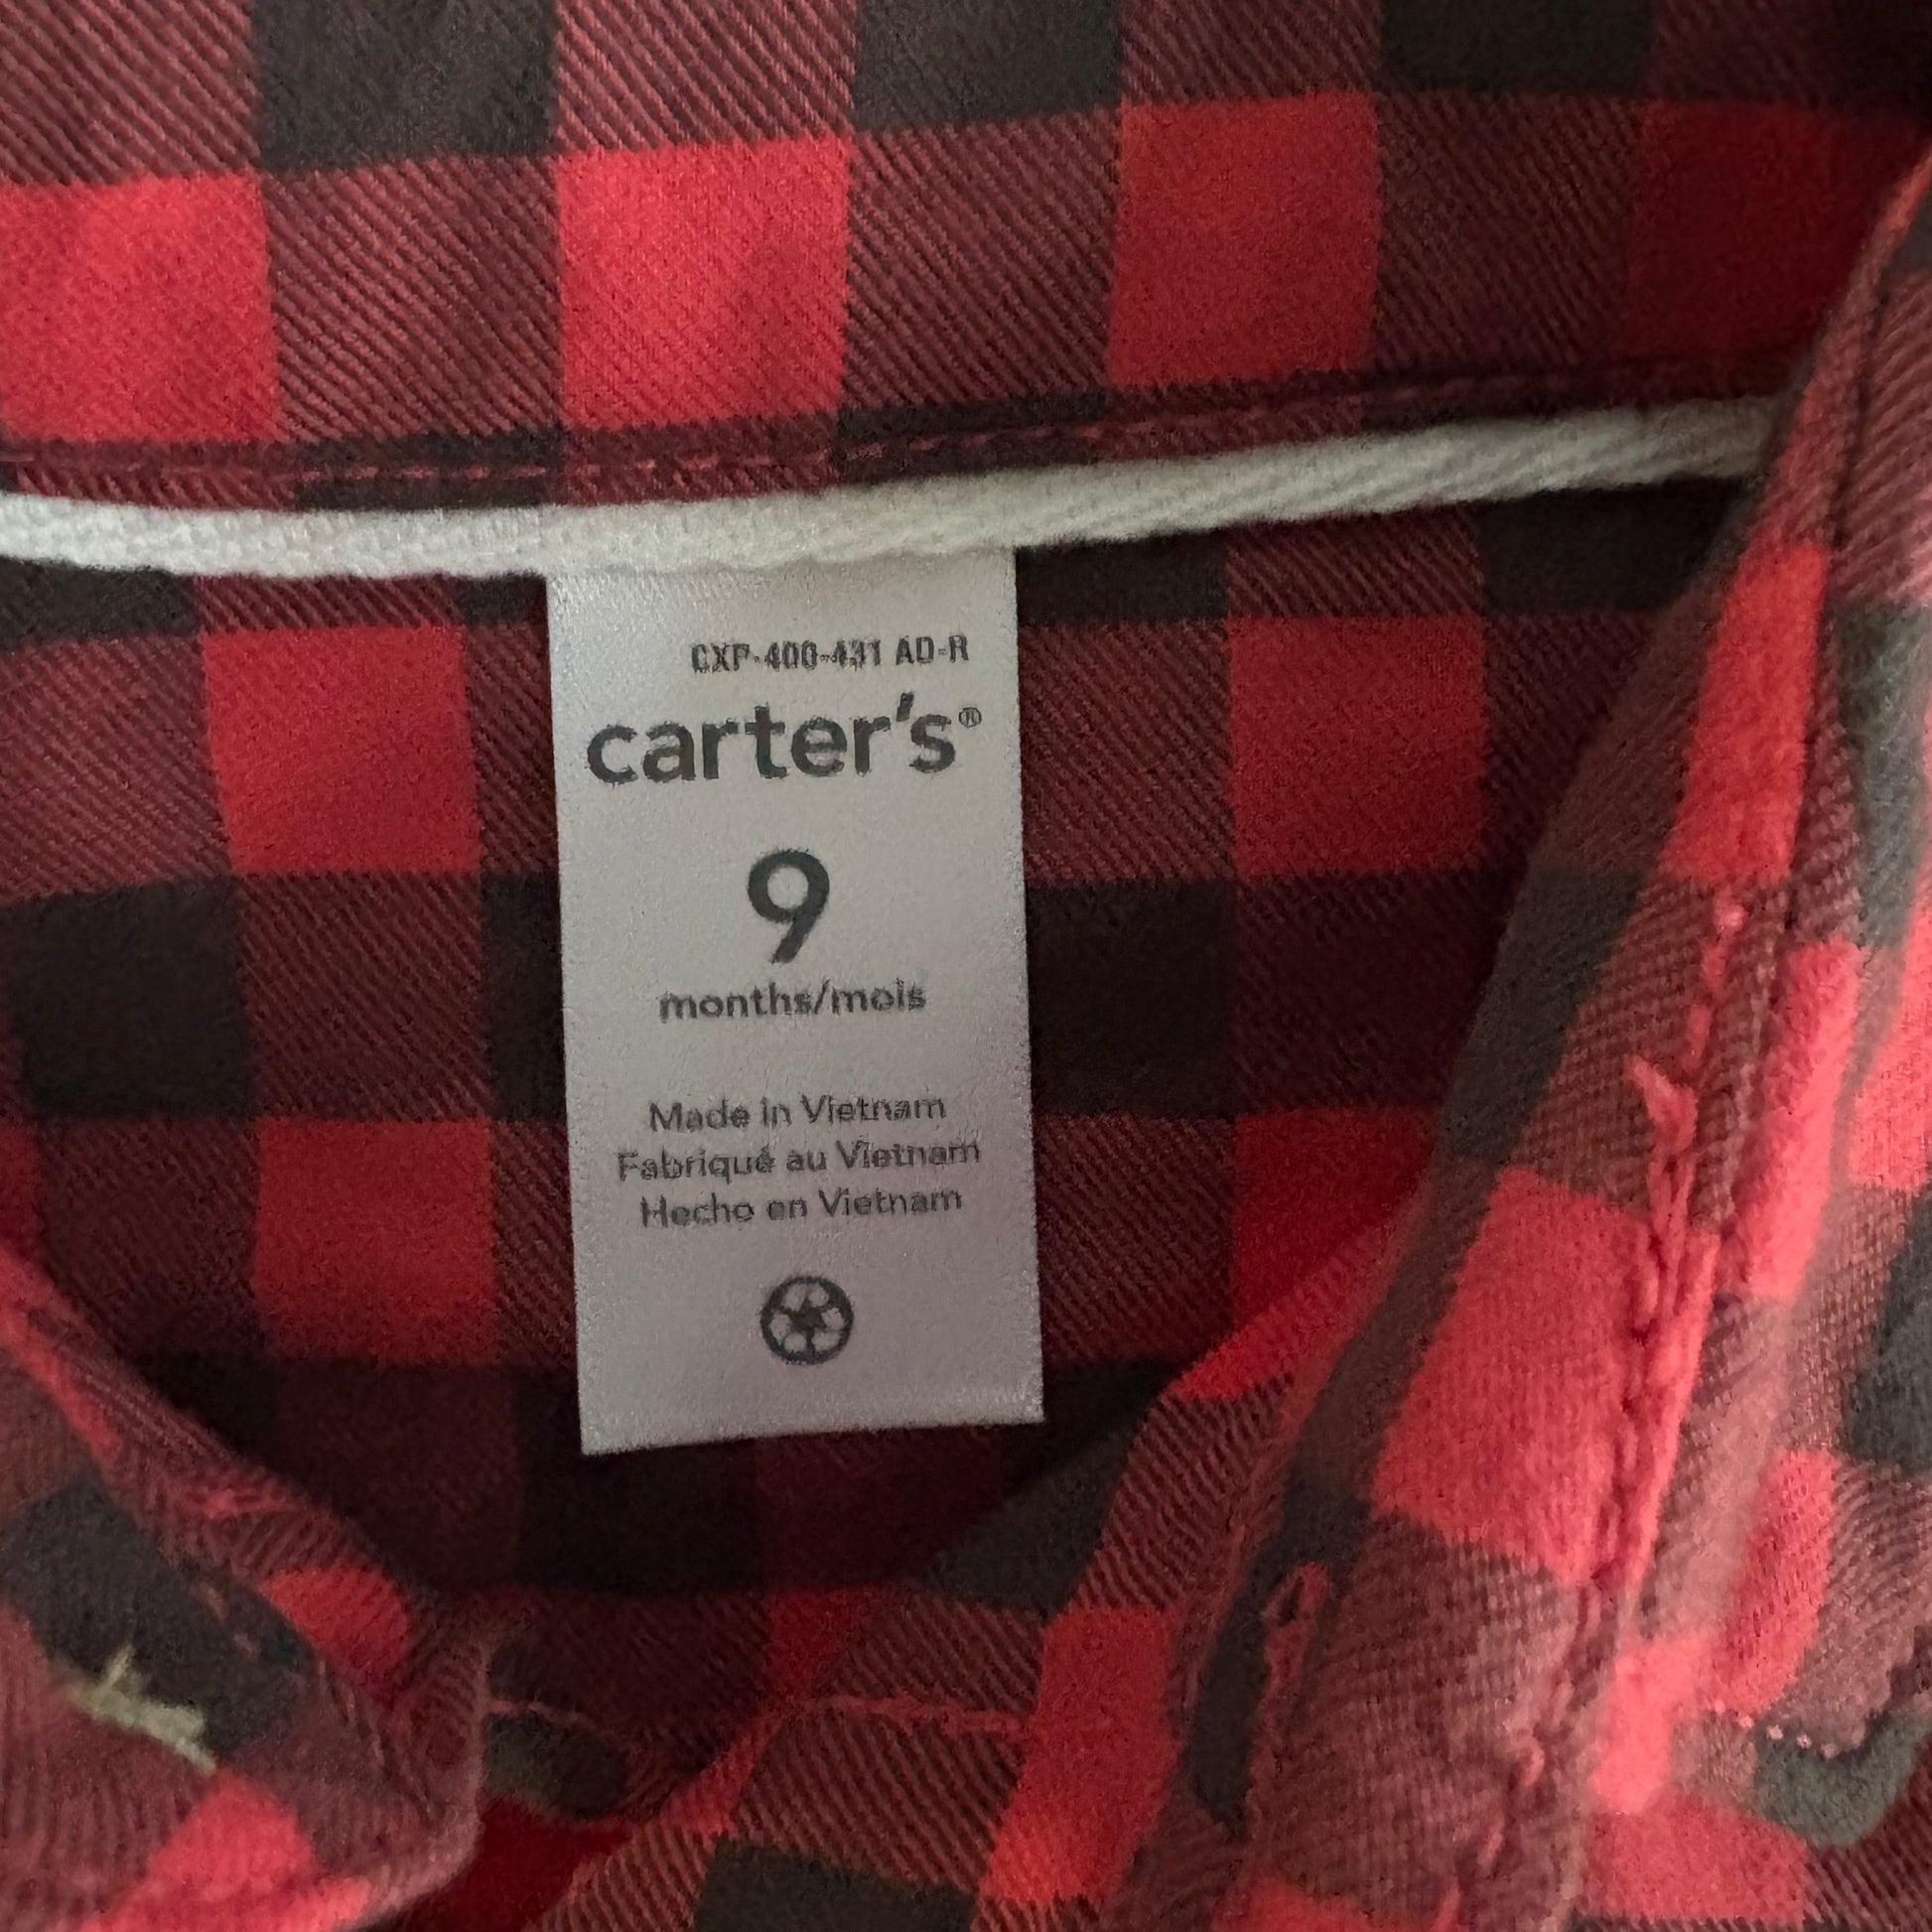 CXP-400-431 AD-R
carter's®
9
months/mois
Made in Vietnam
Fabriqué au Vietnam
Hecho en Vietnam